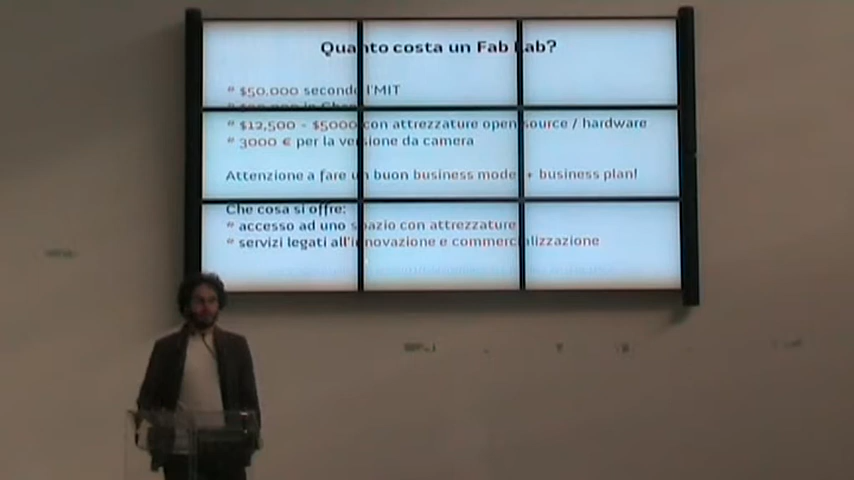 Quanto costa un Fab Lab?
* $50,000 secondo l'MIT
* $12,500 - $5000 con attrezzature open source / hardware
* 3000 € per la versione da camera
Attenzione a fare un buon business model + business plan!
Che cosa si offre:
* accesso ad uno spazio con attrezzature
* servizi legati all'innovazione e commercializzazione